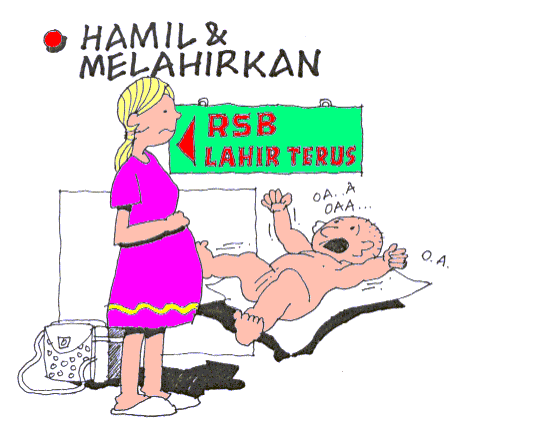 HAMIL &
MELAHIRKAN
RSB
LAHIR TERUS
OA..A
OAA...
O.A.